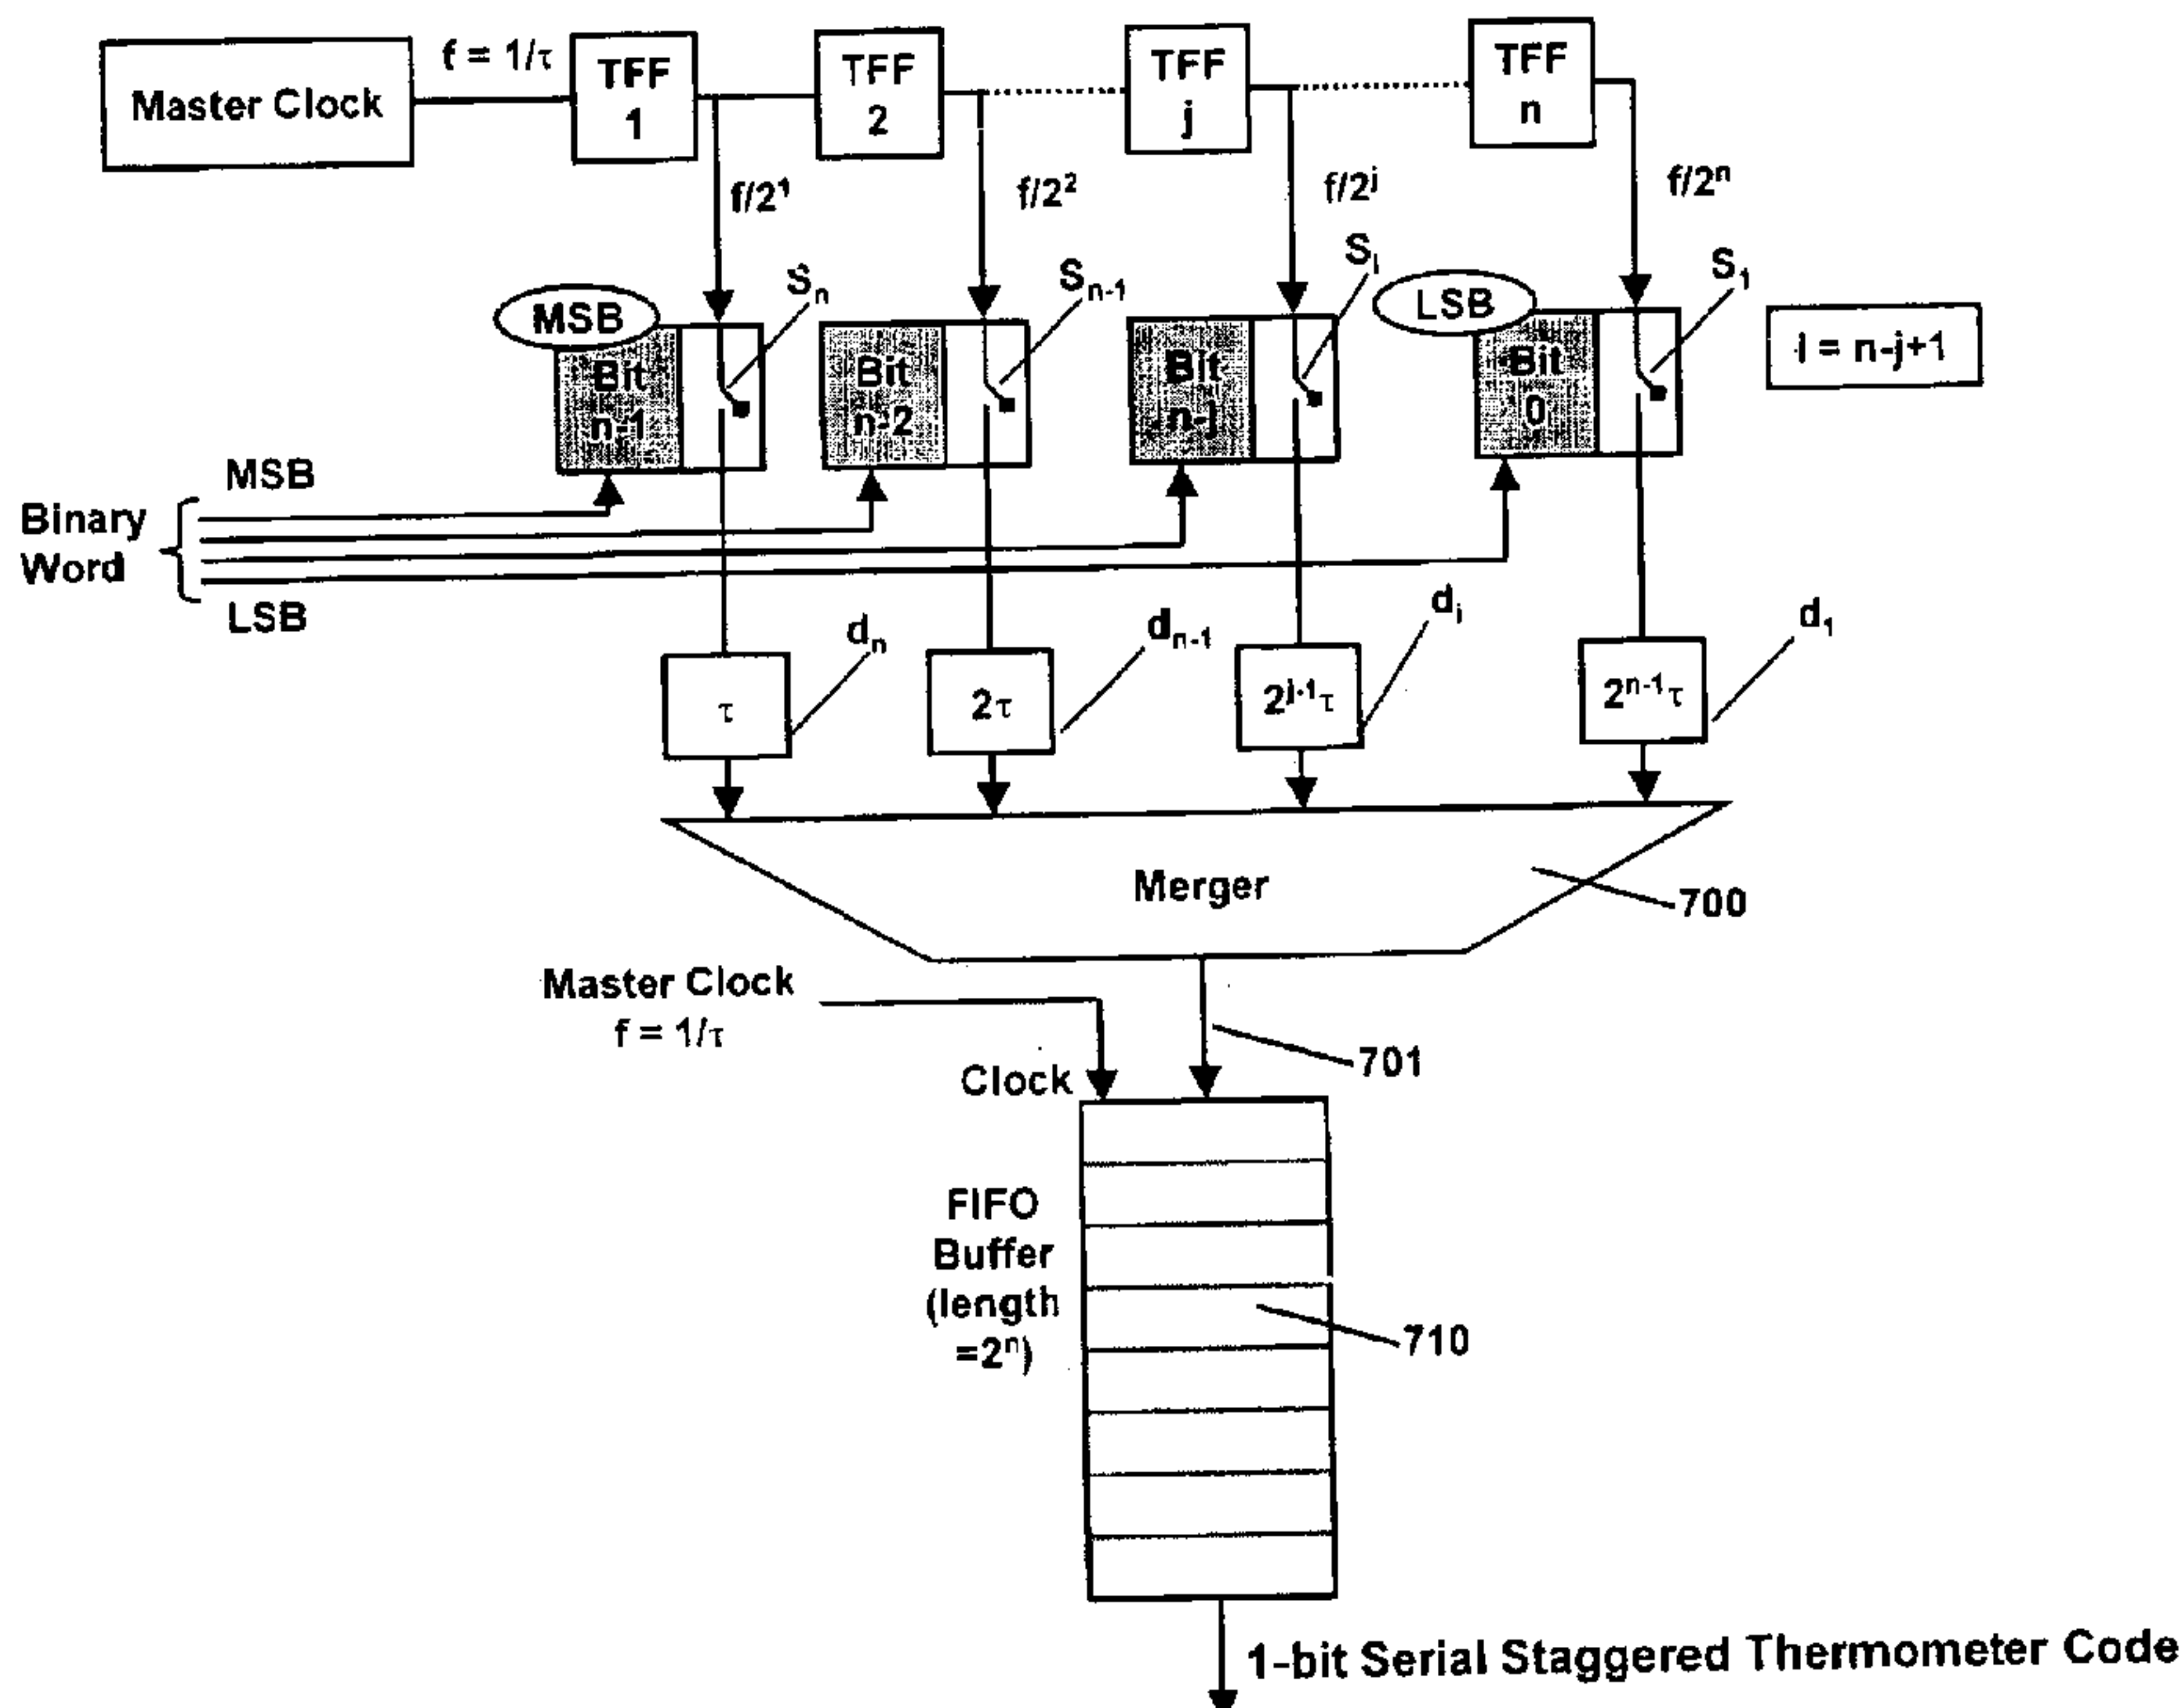 Master Clock
f = 1/τ
TFF
1
TFF
2
TFF
j
TFF
n
f/2¹
f/2²
f/2ʲ
f/2ⁿ
MSB
Bit
n-1
Sₙ
Bit
n-2
Sₙ₋₁
Bit
n-j
Sᵢ
LSB
Bit
0
S₁
i = n-j+1
Binary
Word
MSB
LSB
τ
dₙ
2τ
dₙ₋₁
2ʲ⁻¹τ
dᵢ
2ⁿ⁻¹τ
d₁
Merger
700
Master Clock
f = 1/τ
701
Clock
FIFO
Buffer
(length
=2ⁿ)
710
1-bit Serial Staggered Thermometer Code